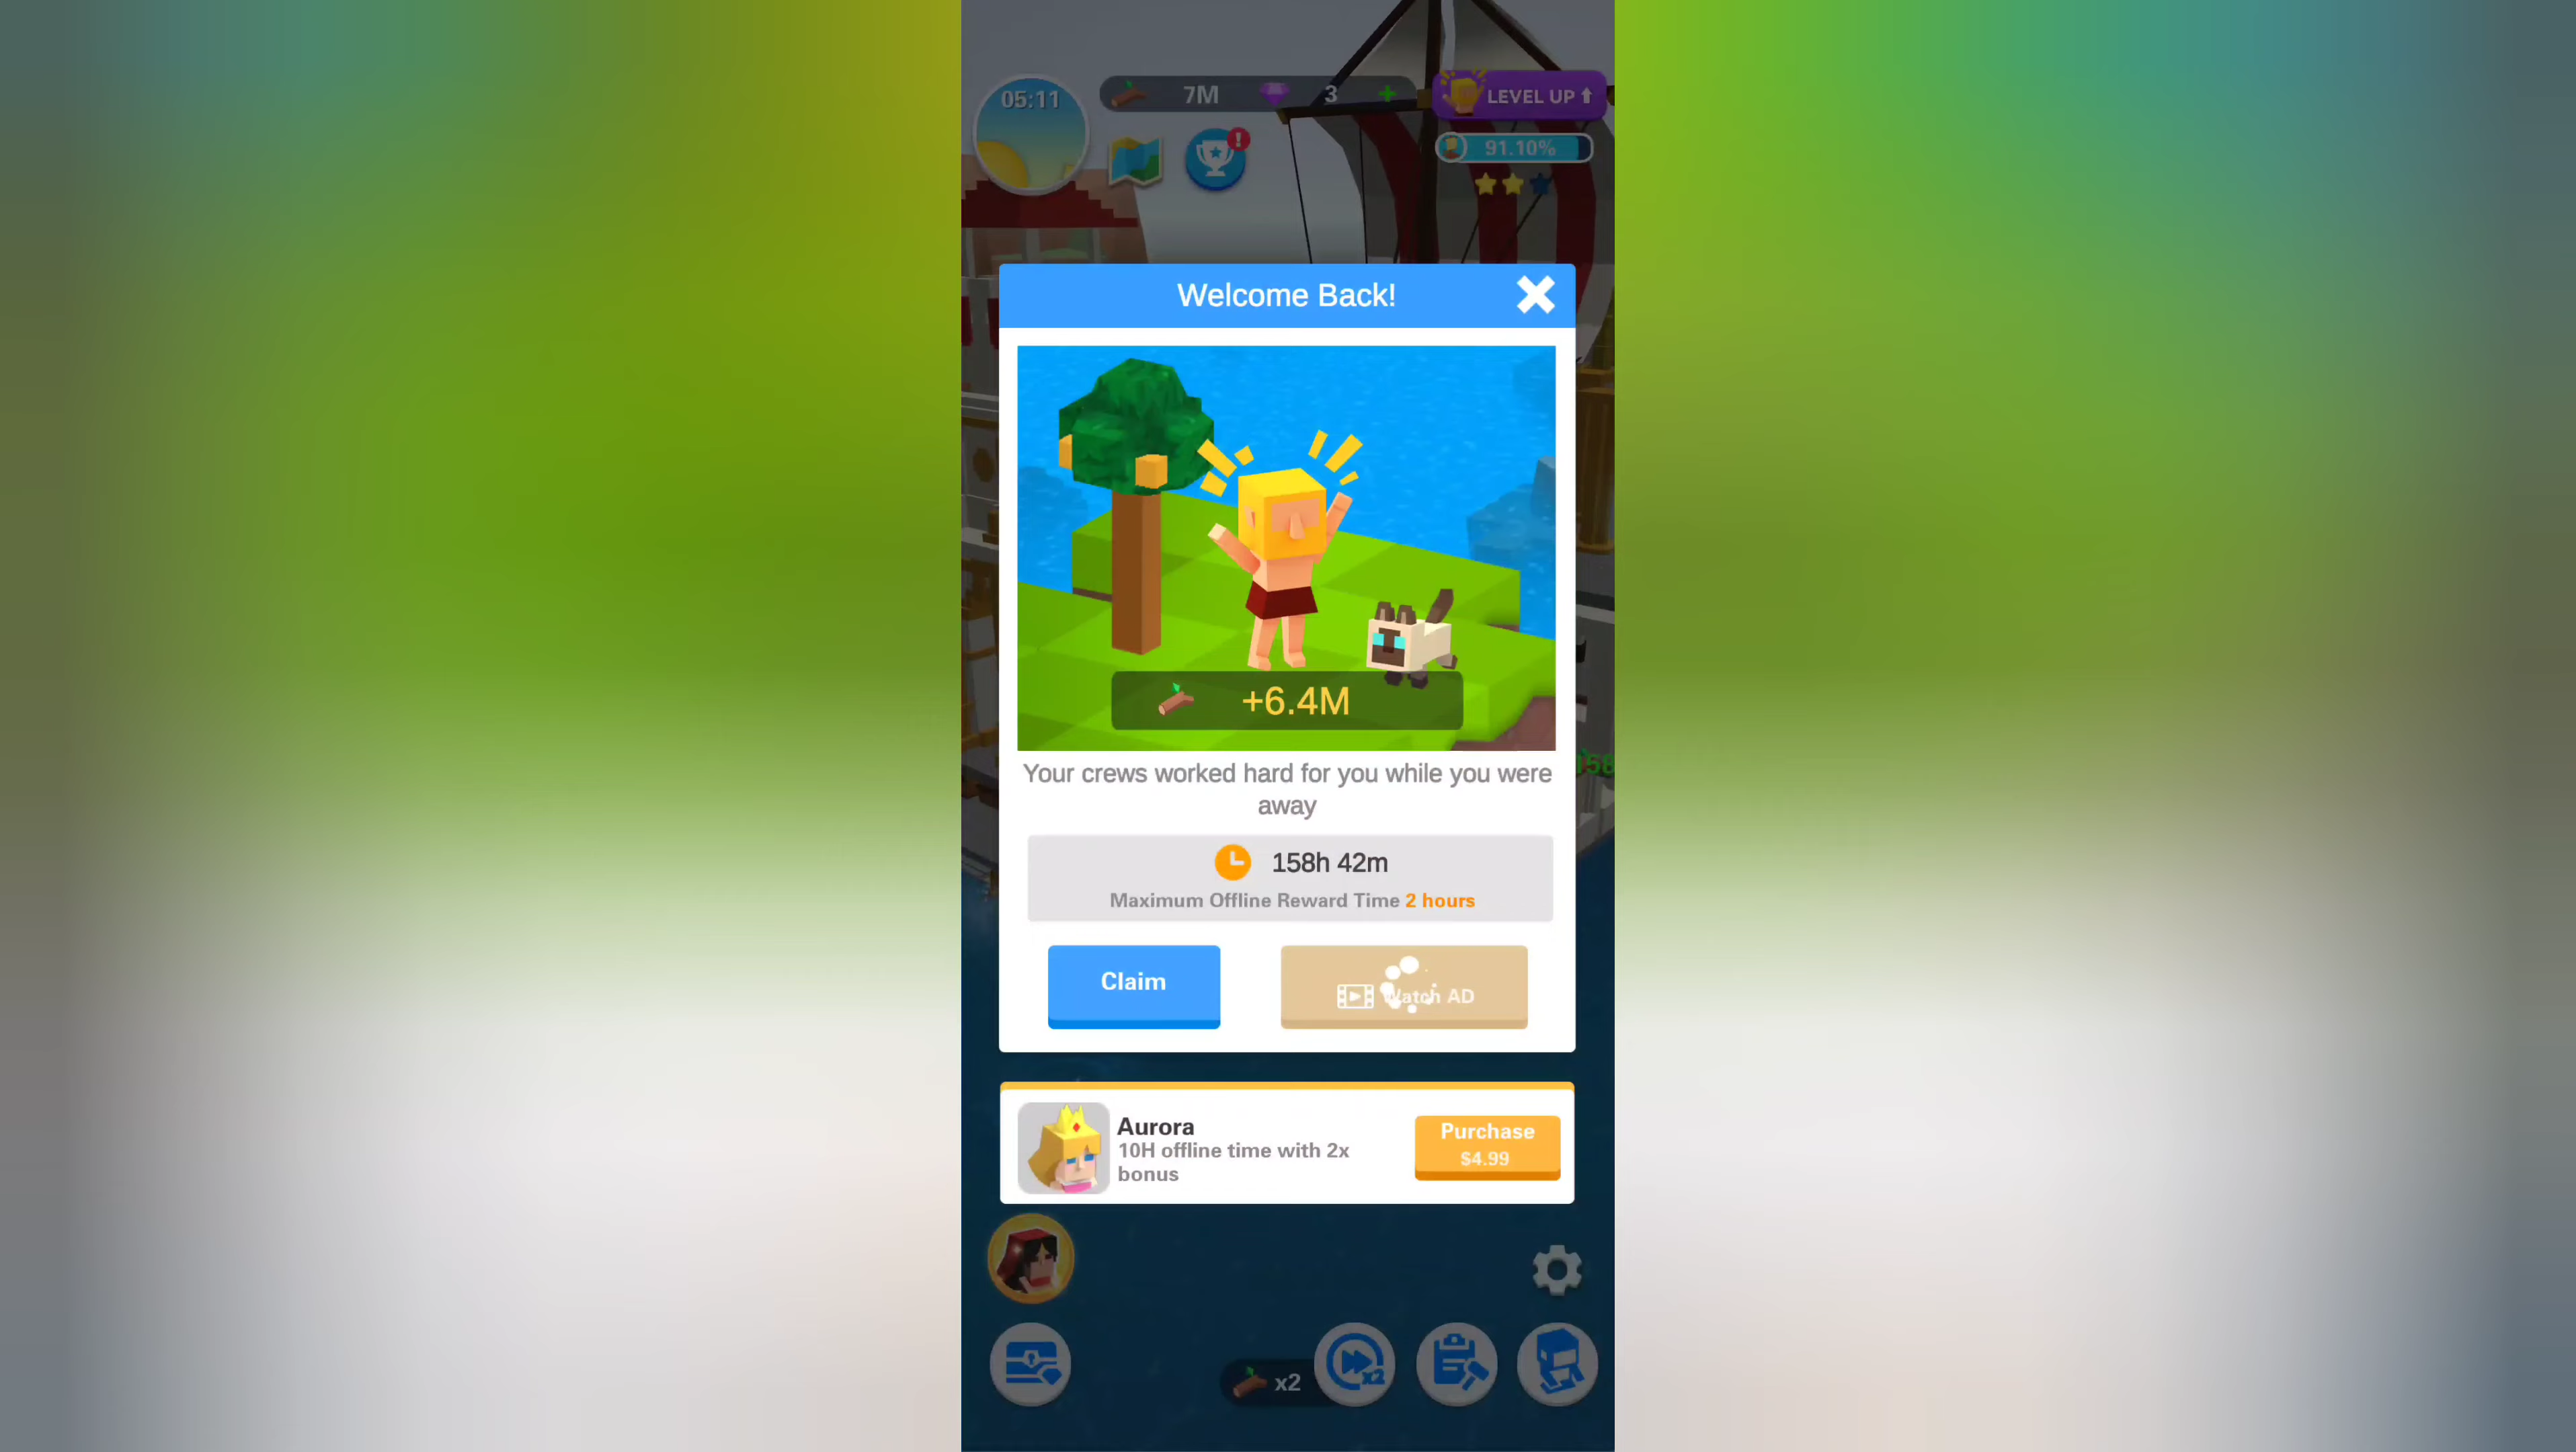 05:11
7M
3
LEVEL UP
91.10%
Welcome Back!
+6.4M
Your crews worked hard for you while you were
away
158h 42m
Maximum Offline Reward Time 2 hours
Claim
Watch AD
Aurora
10H offline time with 2x
bonus
Purchase
$4.99
x2
x2